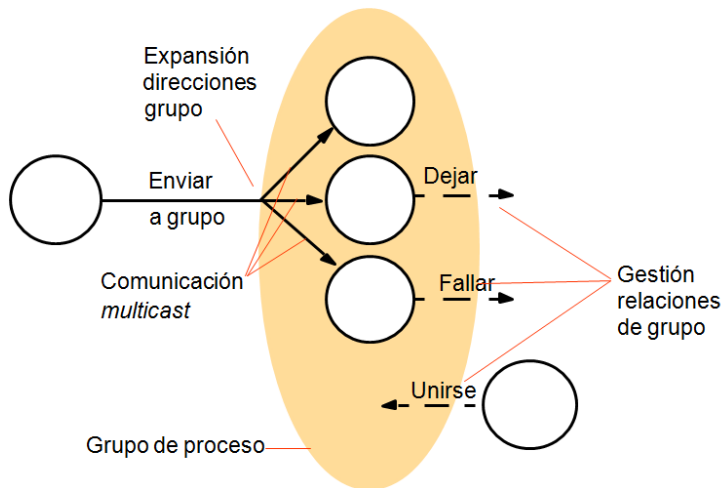 Expansión
direcciones
grupo
Enviar
a grupo
Dejar
Comunicación
multicast
Fallar
Gestión
relaciones
de grupo
Unirse
Grupo de proceso